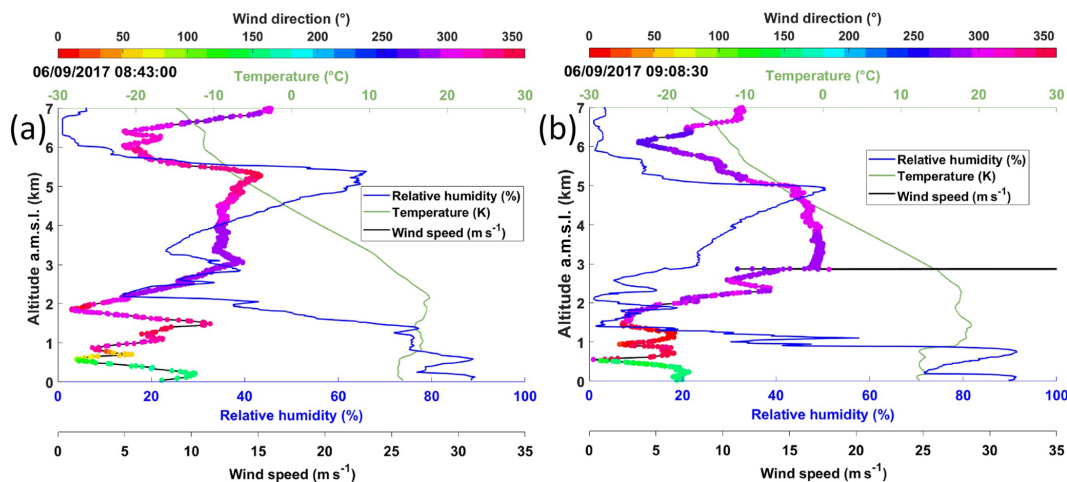 Wind direction (°)
0 50 100 150 200 250 300 350
06/09/2017 08:43:00
Temperature (°C)
-30 -20 -10 0 10 20 30
(a)
7
6
5
4
3
2
1
0
Altitude a.m.s.l. (km)
Relative humidity (%)
Temperature (K)
Wind speed (m s⁻¹)
0 20 40 60 80 100
Relative humidity (%)
0 5 10 15 20 25 30 35
Wind speed (m s⁻¹)
Wind direction (°)
0 50 100 150 200 250 300 350
06/09/2017 09:08:30
Temperature (°C)
-30 -20 -10 0 10 20 30
(b)
7
6
5
4
3
2
1
0
Altitude a.m.s.l. (km)
Relative humidity (%)
Temperature (K)
Wind speed (m s⁻¹)
0 20 40 60 80 100
Relative humidity (%)
0 5 10 15 20 25 30 35
Wind speed (m s⁻¹)